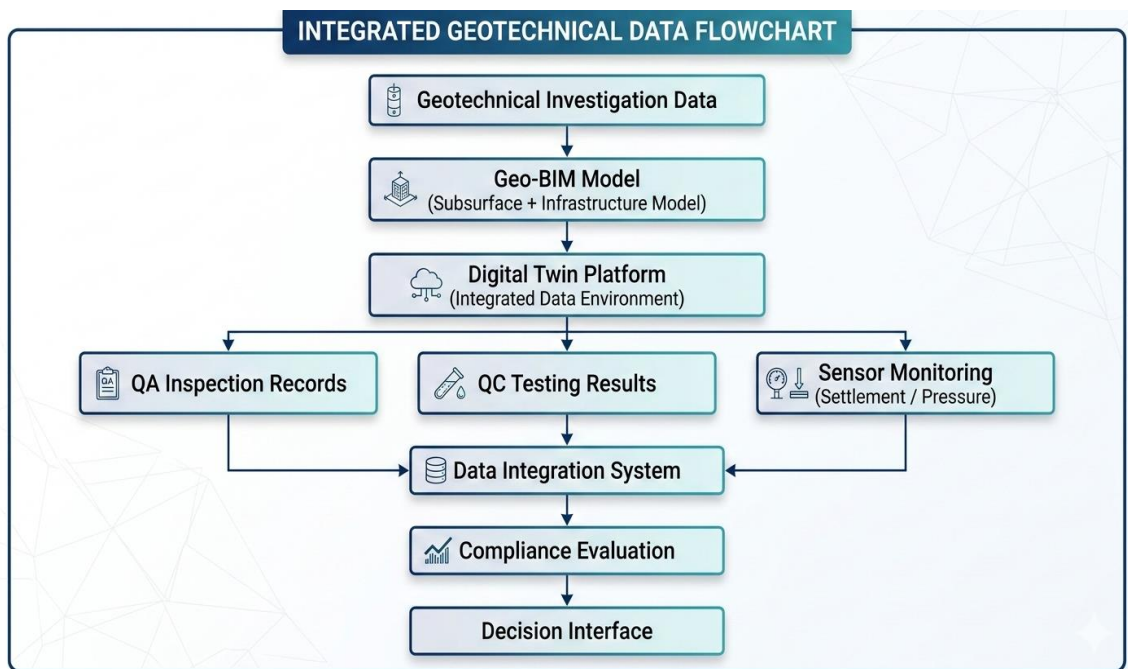 INTEGRATED GEOTECHNICAL DATA FLOWCHART
Geotechnical Investigation Data
Geo-BIM Model
(Subsurface + Infrastructure Model)
Digital Twin Platform
(Integrated Data Environment)
QA
QA Inspection Records
QC Testing Results
Sensor Monitoring
(Settlement / Pressure)
Data Integration System
Compliance Evaluation
Decision Interface